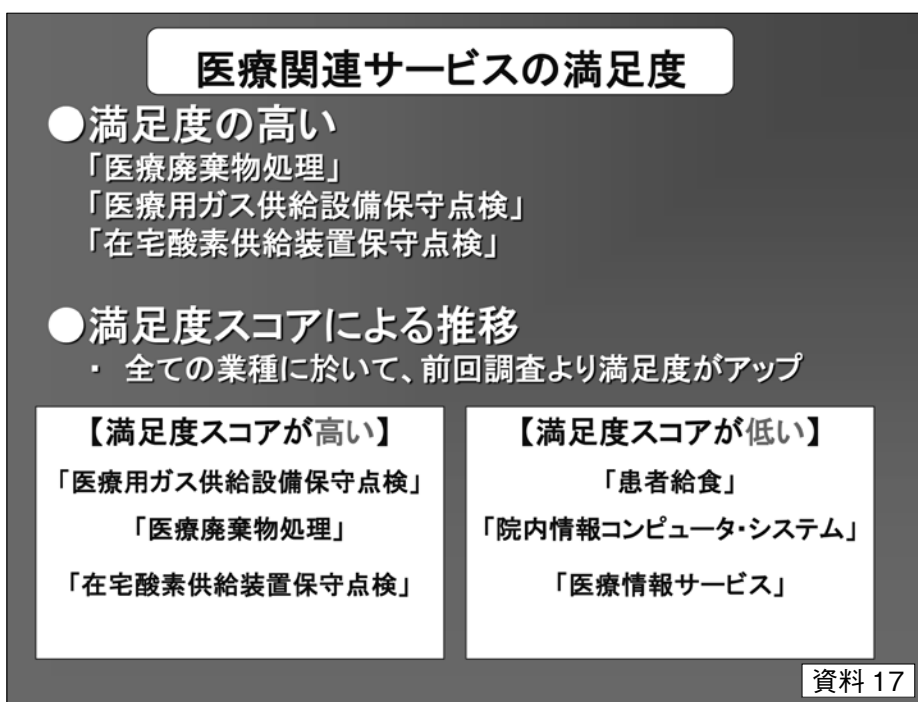 医療関連サービスの満足度
●満足度の高い
「医療廃棄物処理」
「医療用ガス供給設備保守点検」
「在宅酸素供給装置保守点検」
●満足度スコアによる推移
・ 全ての業種に於いて、前回調査より満足度がアップ
【満足度スコアが高い】
「医療用ガス供給設備保守点検」
「医療廃棄物処理」
「在宅酸素供給装置保守点検」
【満足度スコアが低い】
「患者給食」
「院内情報コンピュータ・システム」
「医療情報サービス」
資料 17